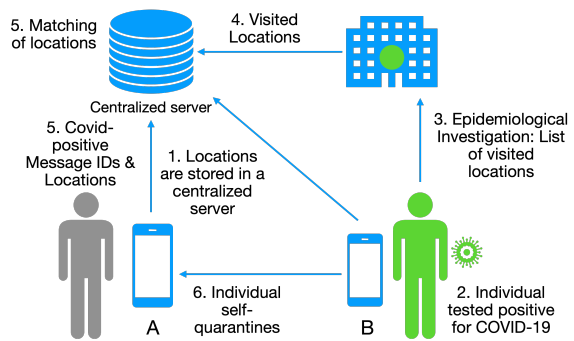 5. Matching
of locations
4. Visited
Locations
Centralized server
5. Covid-
positive
Message IDs &
Locations
1. Locations
are stored in a
centralized
server
3. Epidemiological
Investigation: List
of visited
locations
6. Individual
self-
quarantines
2. Individual
tested positive
for COVID-19
A
B